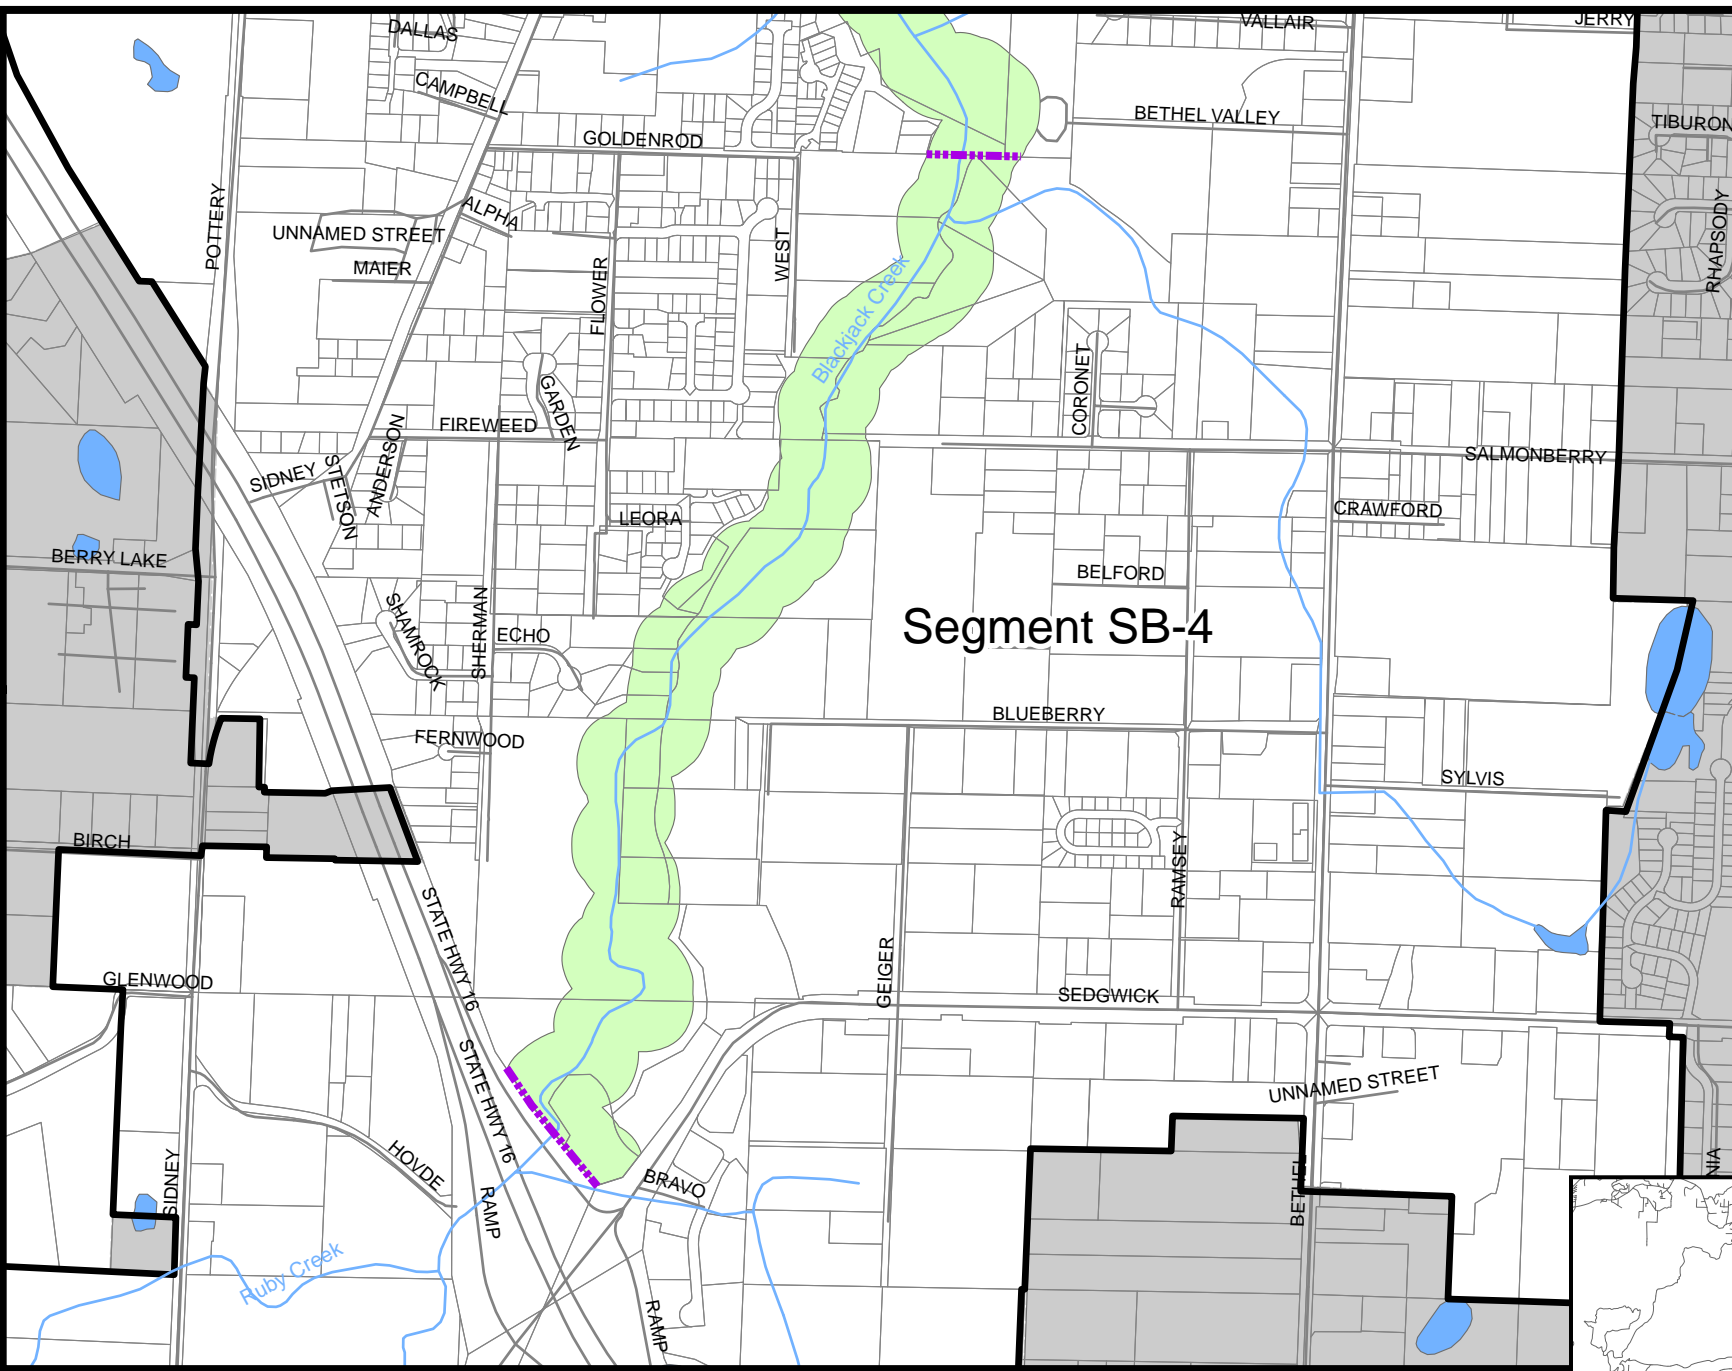 DALLAS
VALLAIR
JERRY
CAMPBELL
BETHEL VALLEY
TIBURON
GOLDENROD
POTTERY
ALPHA
UNNAMED STREET
MAIER
WEST
RHAPSODY
FLOWER
Blackjack Creek
CORONET
GARDEN
FIREWEED
ANDERSON
SALMONBERRY
SIDNEY
STETSON
LEORA
CRAWFORD
BERRY LAKE
BELFORD
SHAMROCK
SHERMAN
ECHO
Segment SB-4
BLUEBERRY
FERNWOOD
SYLVIS
BIRCH
RAMSEY
STATE HWY 16
GEIGER
GLENWOOD
SEDGWICK
STATE HWY 16
UNNAMED STREET
HOVDE
SIDNEY
BRAVO
BETHEL
NIA
RAMP
Ruby Creek
RAMP